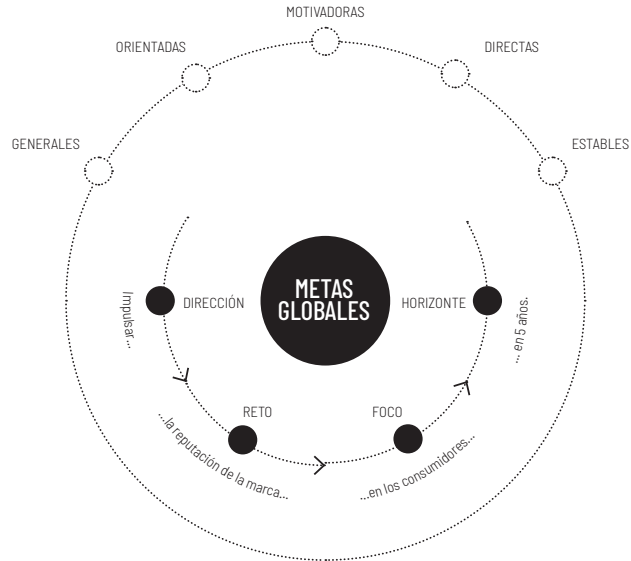 MOTIVADORAS
ORIENTADAS
DIRECTAS
GENERALES
ESTABLES
METAS
GLOBALES
DIRECCIÓN
HORIZONTE
Impulsar...
... en 5 años.
RETO
FOCO
...la reputación de la marca...
...en los consumidores...